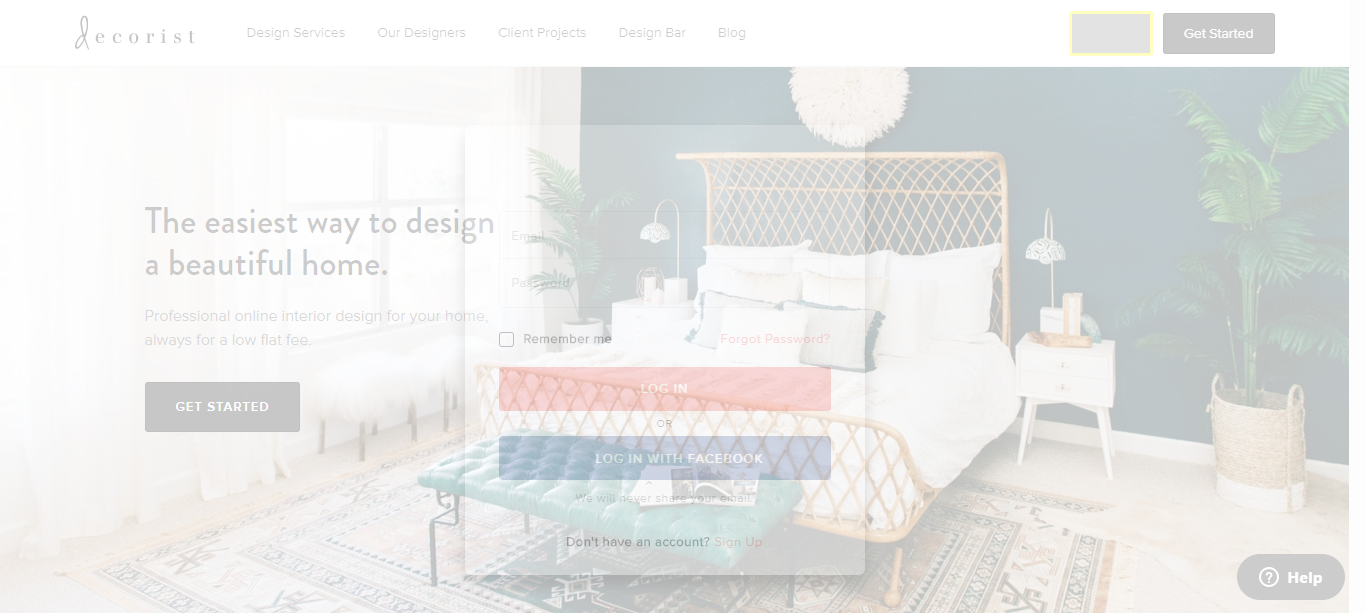 decorist
Design Services
Our Designers
Client Projects
Design Bar
Blog
Get Started
The easiest way to design
a beautiful home.
Professional online interior design for your home,
always for a low flat fee.
GET STARTED
Email
Password
Remember me
Forgot Password?
LOG IN
OR
LOG IN WITH FACEBOOK
We will never share your email.
Don't have an account? Sign Up
Help